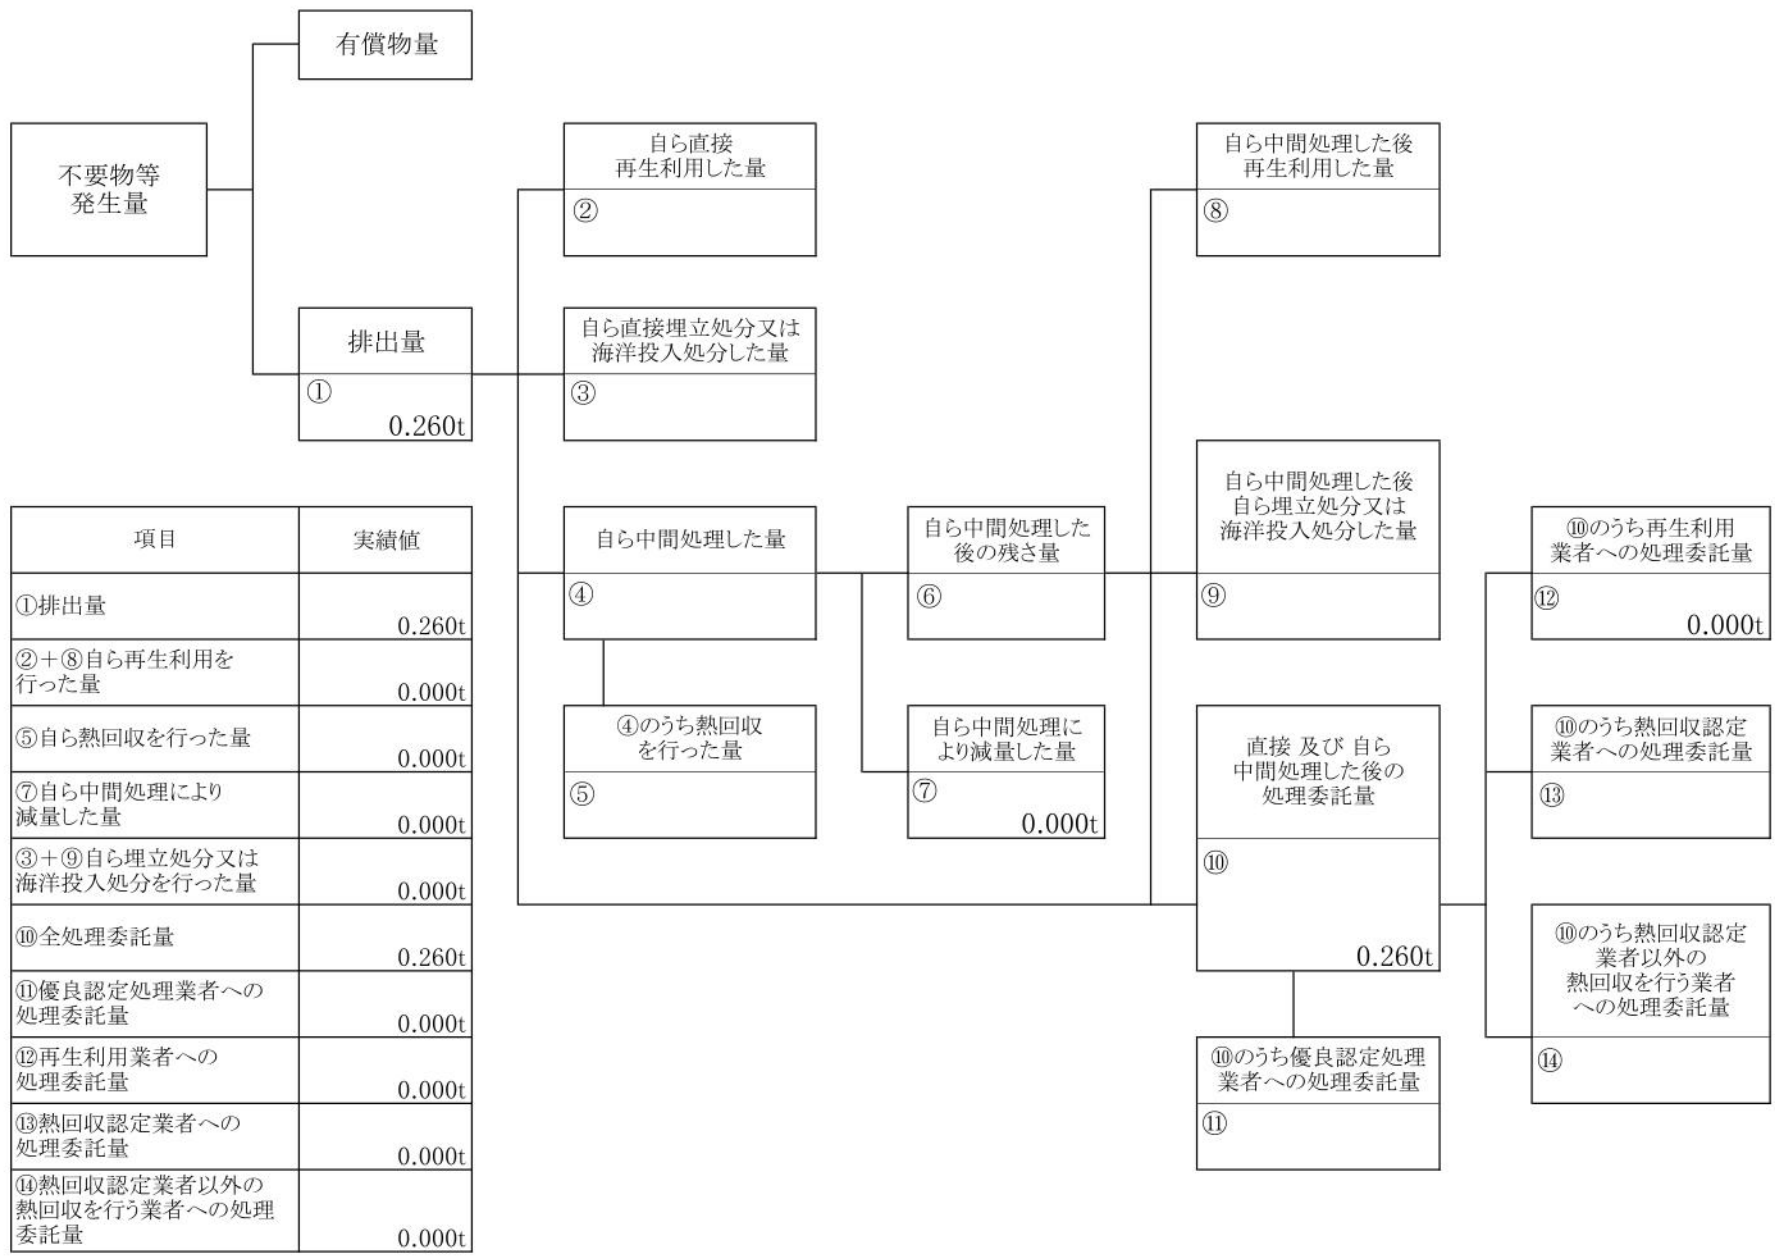 有償物量
不要物等
発生量
排出量
①
0.260t
自ら直接
再生利用した量
②
自ら直接埋立処分又は
海洋投入処分した量
③
自ら中間処理した量
④
④のうち熱回収
を行った量
⑤
自ら中間処理した
後の残さ量
⑥
自ら中間処理に
より減量した量
⑦
0.000t
自ら中間処理した後
再生利用した量
⑧
自ら中間処理した後
自ら埋立処分又は
海洋投入処分した量
⑨
直接 及び 自ら
中間処理した後の
処理委託量
⑩
0.260t
⑩のうち優良認定処理
業者への処理委託量
⑪
⑩のうち再生利用
業者への処理委託量
⑫
0.000t
⑩のうち熱回収認定
業者への処理委託量
⑬
⑩のうち熱回収認定
業者以外の
熱回収を行う業者
への処理委託量
⑭
項目 実績値
①排出量
0.260t
②＋⑧自ら再生利用を
行った量
0.000t
⑤自ら熱回収を行った量
0.000t
⑦自ら中間処理により
減量した量
0.000t
③＋⑨自ら埋立処分又は
海洋投入処分を行った量
0.000t
⑩全処理委託量
0.260t
⑪優良認定処理業者への
処理委託量
0.000t
⑫再生利用業者への
処理委託量
0.000t
⑬熱回収認定業者への
処理委託量
0.000t
⑭熱回収認定業者以外の
熱回収を行う業者への処理
委託量
0.000t